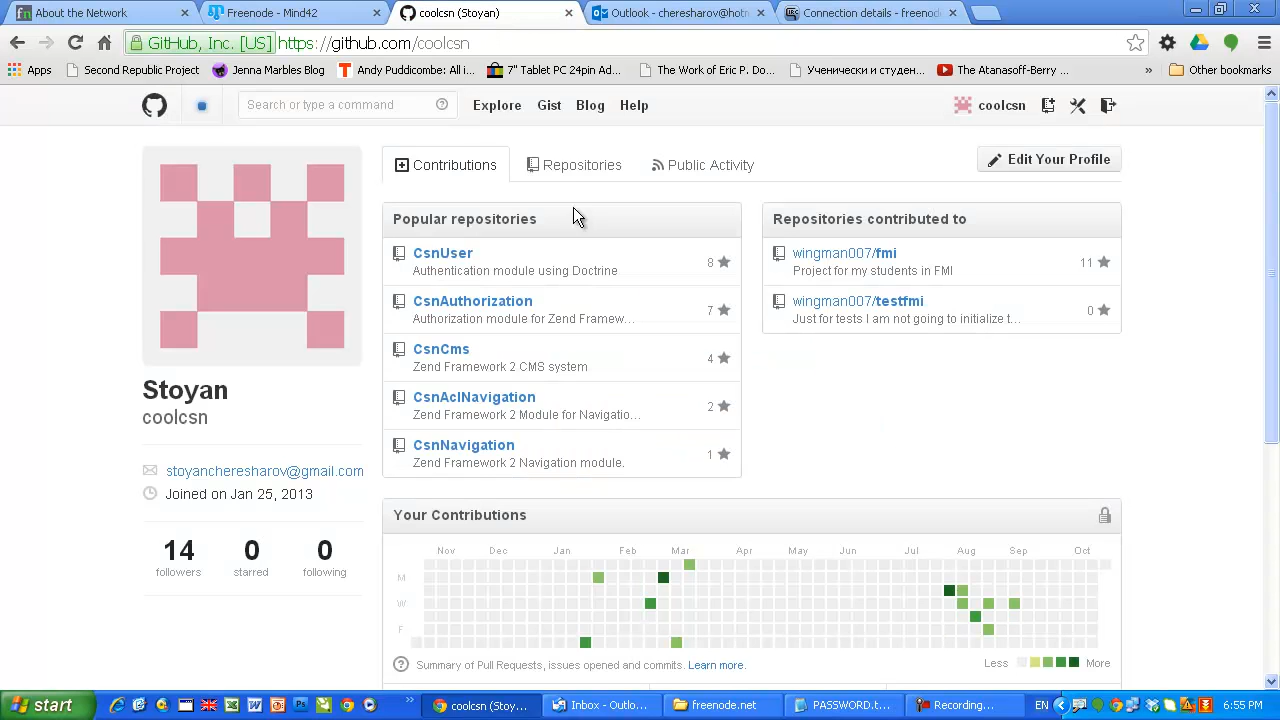 About the Network
Freenode - Mind42
coolcsn (Stoyan)
Outlook - cheresharov@hotm
Connection details - freenode
GitHub, Inc. [US]
https://github.com/coolcsn
Apps
Second Republic Project
Jenna Marbles Blog
Andy Puddicombe: Al...
7" Tablet PC 24pin Ad...
The Work of Eric P. Do...
Ученически и студен...
The Atanasoff-Berry ...
»
Other bookmarks
Search or type a command
Explore
Gist
Blog
Help
coolcsn
Contributions
Repositories
Public Activity
Edit Your Profile
Popular repositories
CsnUser
Authentication module using Doctrine
8
CsnAuthorization
Authorization module for Zend Framew...
7
CsnCms
Zend Framework 2 CMS system
4
CsnAclNavigation
Zend Framework 2 Module for Navigatio...
2
CsnNavigation
Zend Framework 2 Navigation module.
1
Repositories contributed to
wingman007/fmi
Project for my students in FMI
11
wingman007/testfmi
Just for tests I am not going to initialize t...
0
Stoyan
coolcsn
stoyancheresharov@gmail.com
Joined on Jan 25, 2013
14
followers
0
starred
0
following
Your Contributions
Nov Dec Jan Feb Mar Apr May Jun Jul Aug Sep Oct
M
W
F
Summary of Pull Requests, issues opened and commits. Learn more.
Less
More
start
»
coolcsn (Stoy...
Inbox - Outlo...
freenode.net
PASSWORD.t...
Recording...
EN
6:55 PM